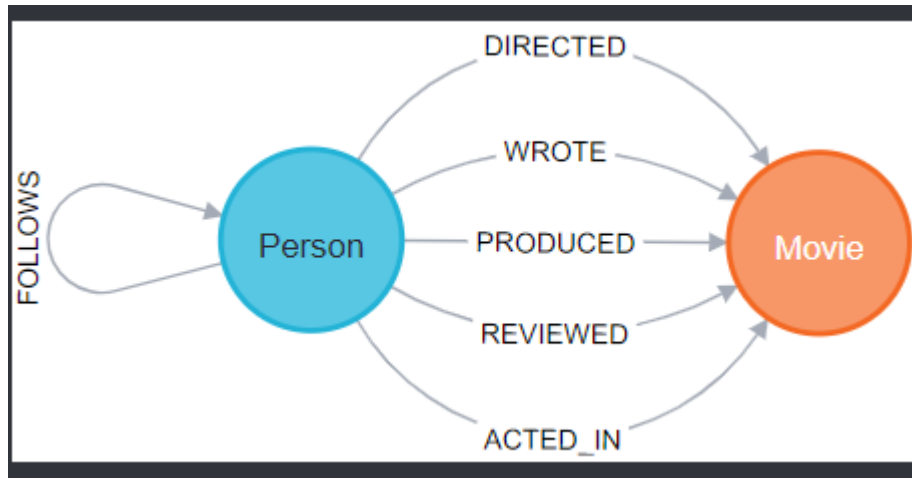 DIRECTED
WROTE
FOLLOWS
Person
PRODUCED
Movie
REVIEWED
ACTED_IN